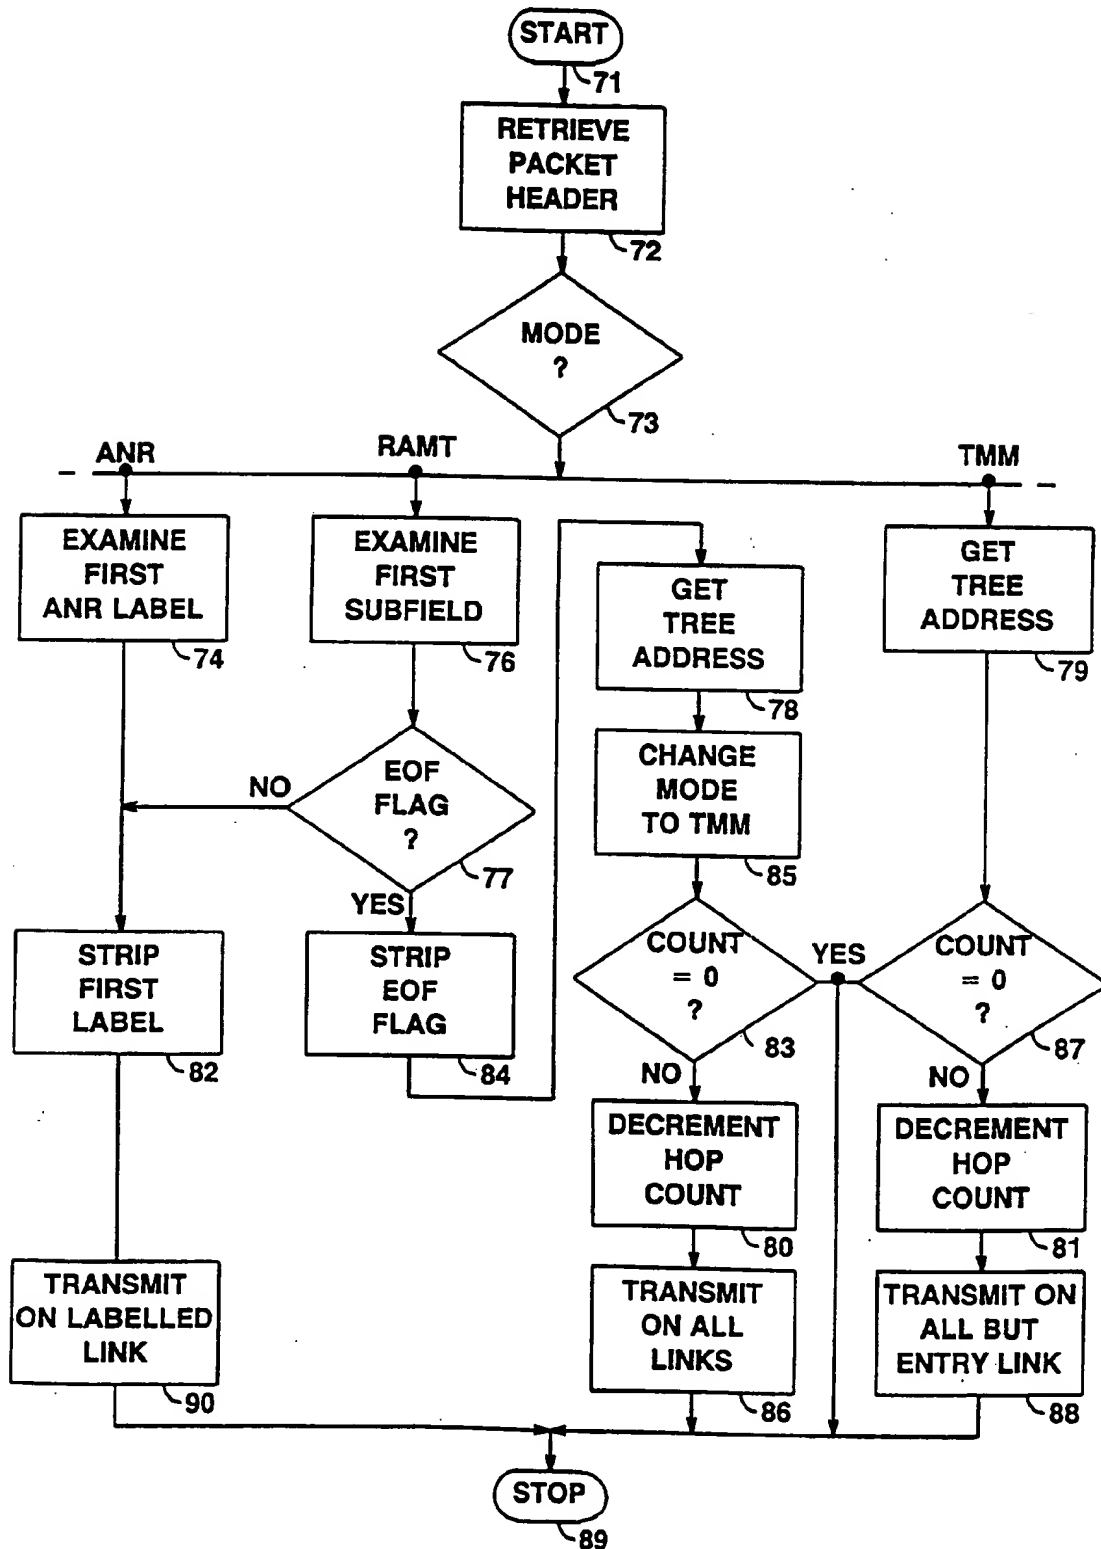 START
71
RETRIEVE
PACKET
HEADER
72
MODE
?
73
ANR
RAMT
TMM
EXAMINE
FIRST
ANR LABEL
74
EXAMINE
FIRST
SUBFIELD
76
GET
TREE
ADDRESS
78
GET
TREE
ADDRESS
79
EOF
FLAG
?
77
NO
YES
CHANGE
MODE
TO TMM
85
STRIP
FIRST
LABEL
82
STRIP
EOF
FLAG
84
COUNT
= 0
?
83
YES
COUNT
= 0
?
87
NO
NO
DECREMENT
HOP
COUNT
80
DECREMENT
HOP
COUNT
81
TRANSMIT
ON LABELLED
LINK
90
TRANSMIT
ON ALL
LINKS
86
TRANSMIT ON
ALL BUT
ENTRY LINK
88
STOP
89